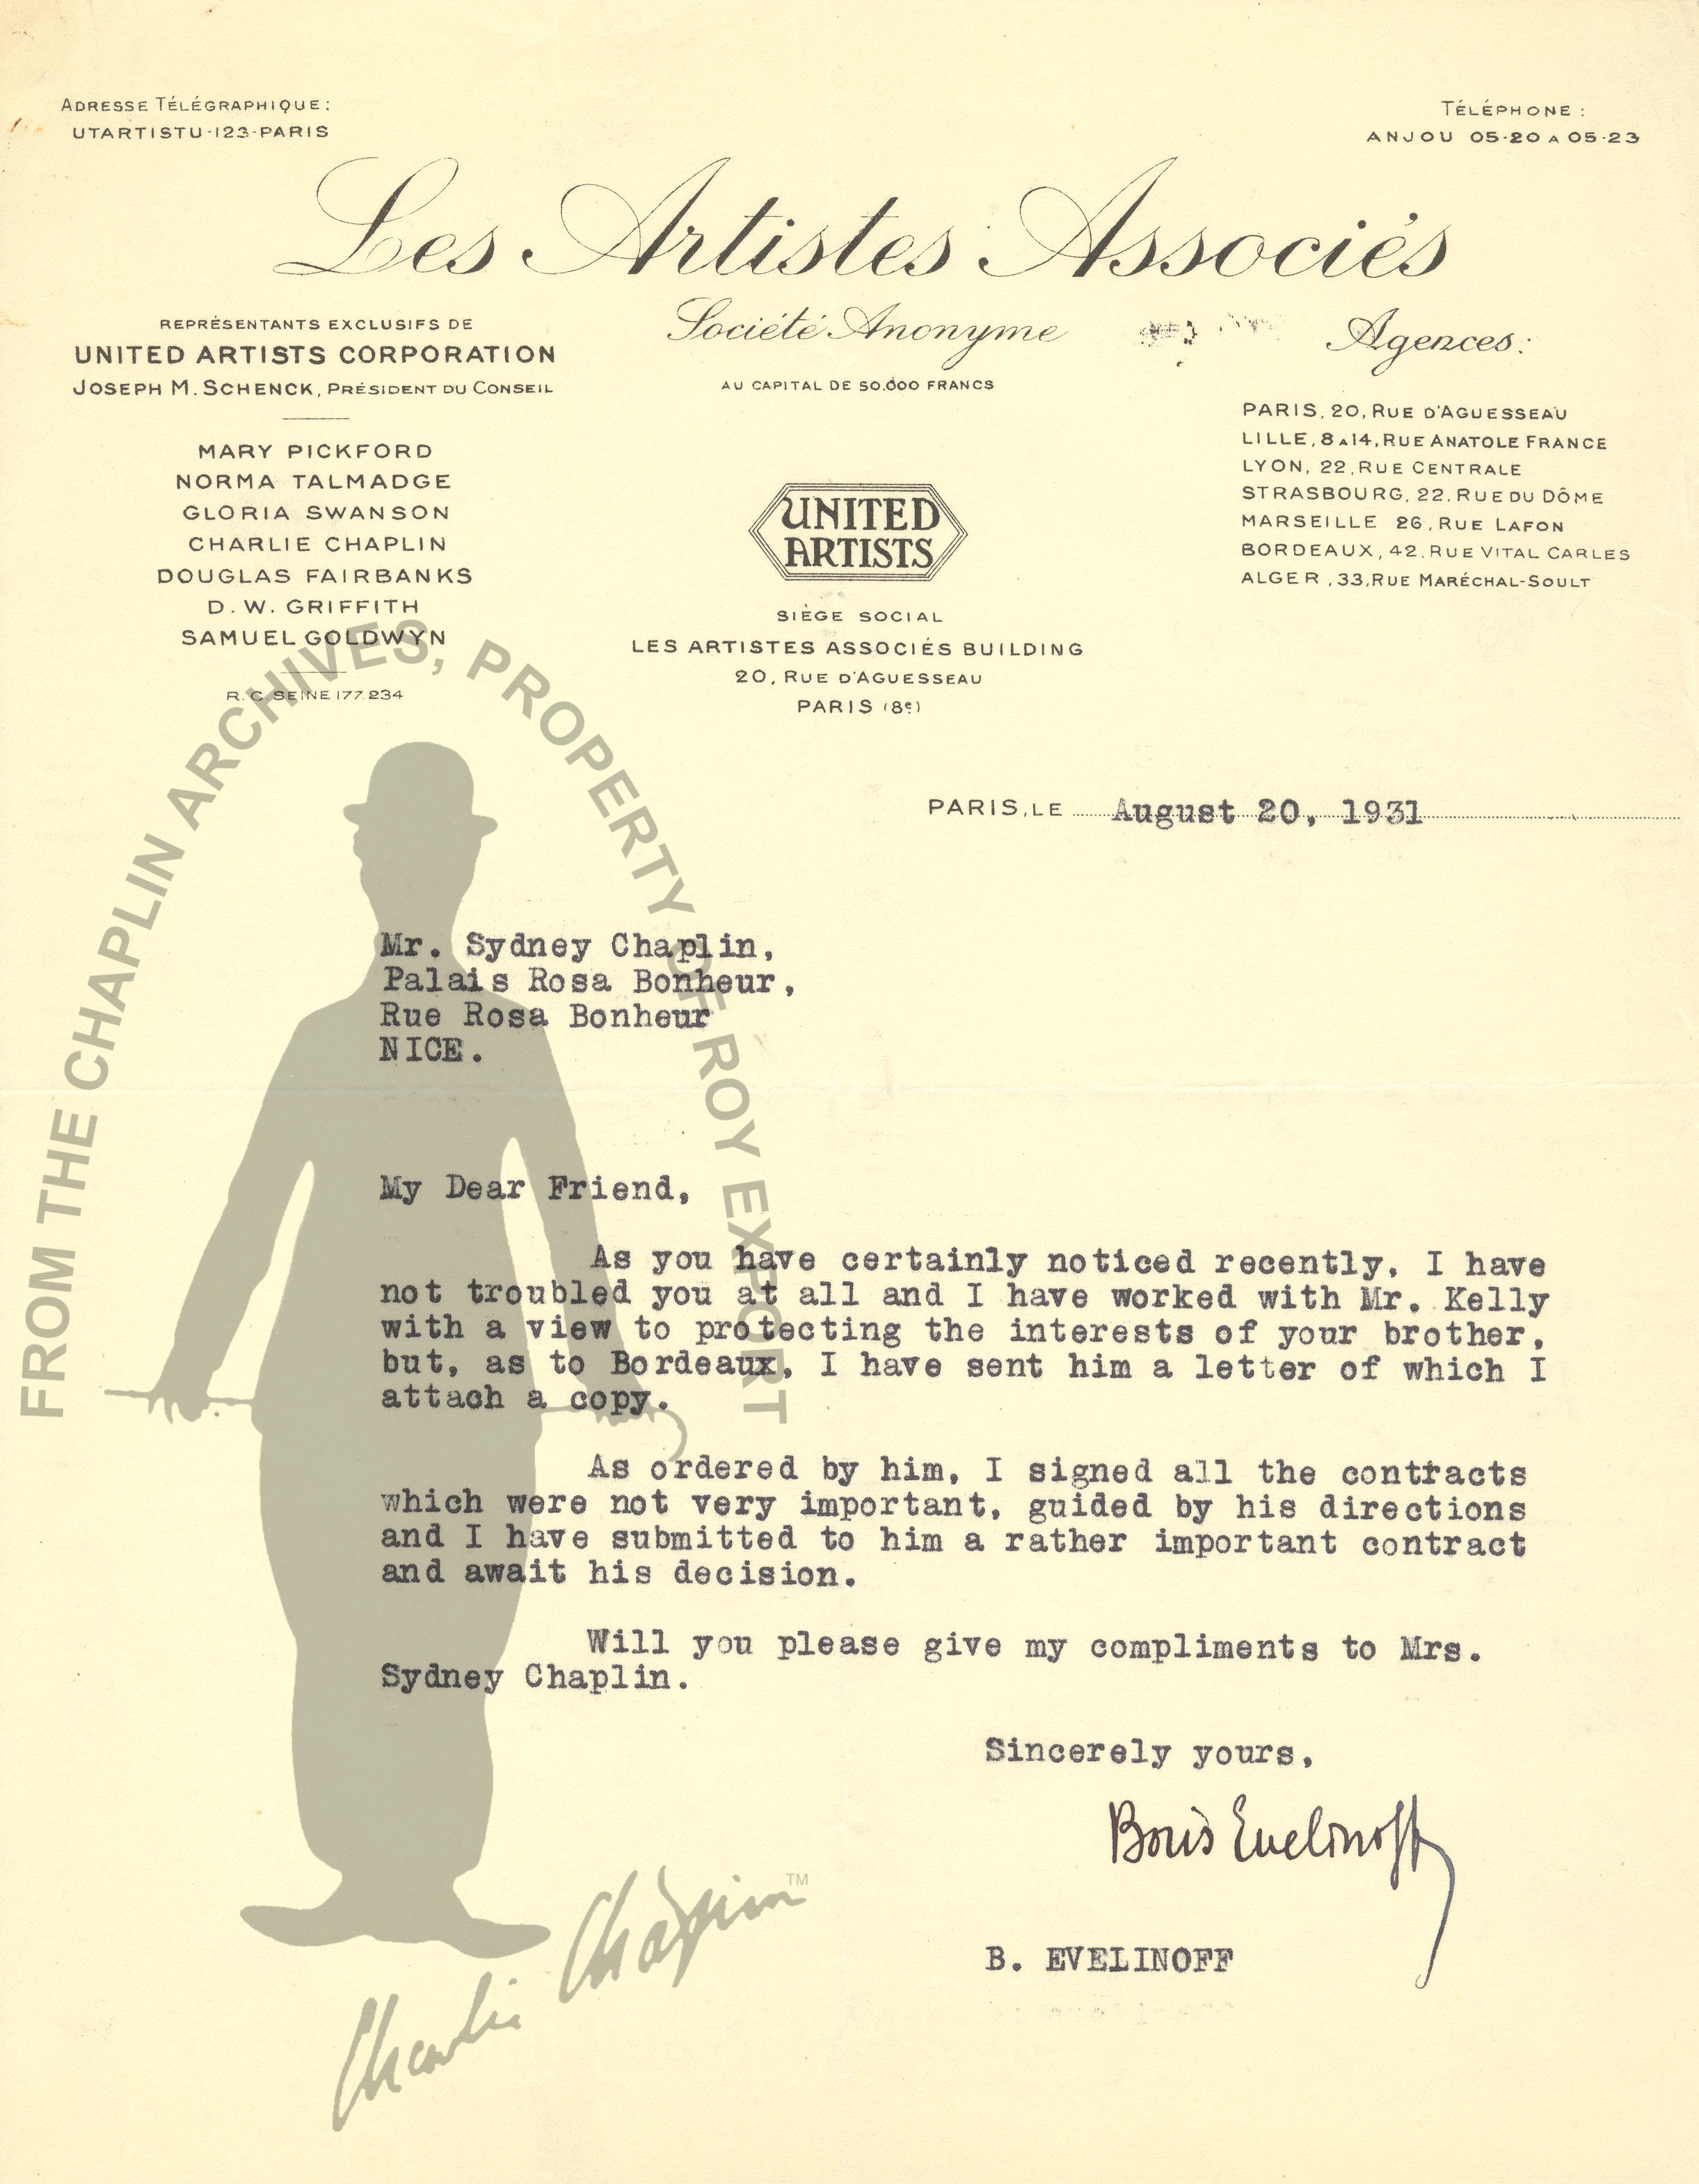 ADRESSE TÉLÉGRAPHIQUE:
UTARTISTU-123-PARIS
TÉLÉPHONE:
ANJOU 05-20 A 05-23
Les Artistes Associés
REPRÉSENTANTS EXCLUSIFS DE
UNITED ARTISTS CORPORATION
JOSEPH M. SCHENCK, PRÉSIDENT DU CONSEIL
MARY PICKFORD
NORMA TALMADGE
GLORIA SWANSON
CHARLIE CHAPLIN
DOUGLAS FAIRBANKS
D. W. GRIFFITH
SAMUEL GOLDWYN
R.C. SEINE 177.234
Société Anonyme
AU CAPITAL DE 50.000 FRANCS
UNITED
ARTISTS
SIÈGE SOCIAL
LES ARTISTES ASSOCIÉS BUILDING
20, RUE D'AGUESSEAU
PARIS (8e)
Agences:
PARIS, 20, RUE D'AGUESSEAU
LILLE, 8 A 14, RUE ANATOLE FRANCE
LYON, 22, RUE CENTRALE
STRASBOURG, 22, RUE DU DÔME
MARSEILLE 26, RUE LAFON
BORDEAUX, 42, RUE VITAL CARLES
ALGER, 33, RUE MARÉCHAL-SOULT
PARIS, LE August 20, 1931
Mr. Sydney Chaplin,
Palais Rosa Bonheur,
Rue Rosa Bonheur
NICE.
My Dear Friend,
As you have certainly noticed recently, I have
not troubled you at all and I have worked with Mr. Kelly
with a view to protecting the interests of your brother,
but, as to Bordeaux, I have sent him a letter of which I
attach a copy.
As ordered by him, I signed all the contracts
which were not very important, guided by his directions
and I have submitted to him a rather important contract
and await his decision.
Will you please give my compliments to Mrs.
Sydney Chaplin.
Sincerely yours,
Boris Evelinoff
B. EVELINOFF
FROM THE CHAPLIN ARCHIVES, PROPERTY OF ROY EXPORT
Charlie Chaplin™